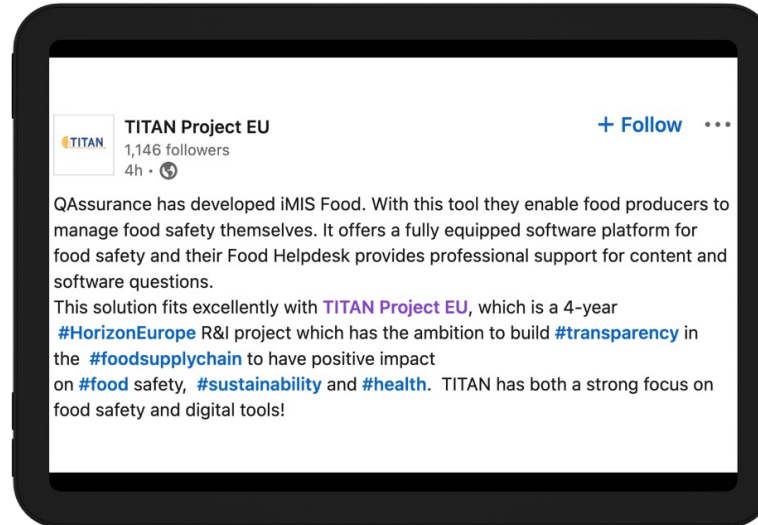 TITAN
TITAN Project EU
1,146 followers
4h •
+ Follow •••
QAssurance has developed iMIS Food. With this tool they enable food producers to
manage food safety themselves. It offers a fully equipped software platform for
food safety and their Food Helpdesk provides professional support for content and
software questions.
This solution fits excellently with TITAN Project EU, which is a 4-year
#HorizonEurope R&I project which has the ambition to build #transparency in
the #foodsupplychain to have positive impact
on #food safety, #sustainability and #health. TITAN has both a strong focus on
food safety and digital tools!